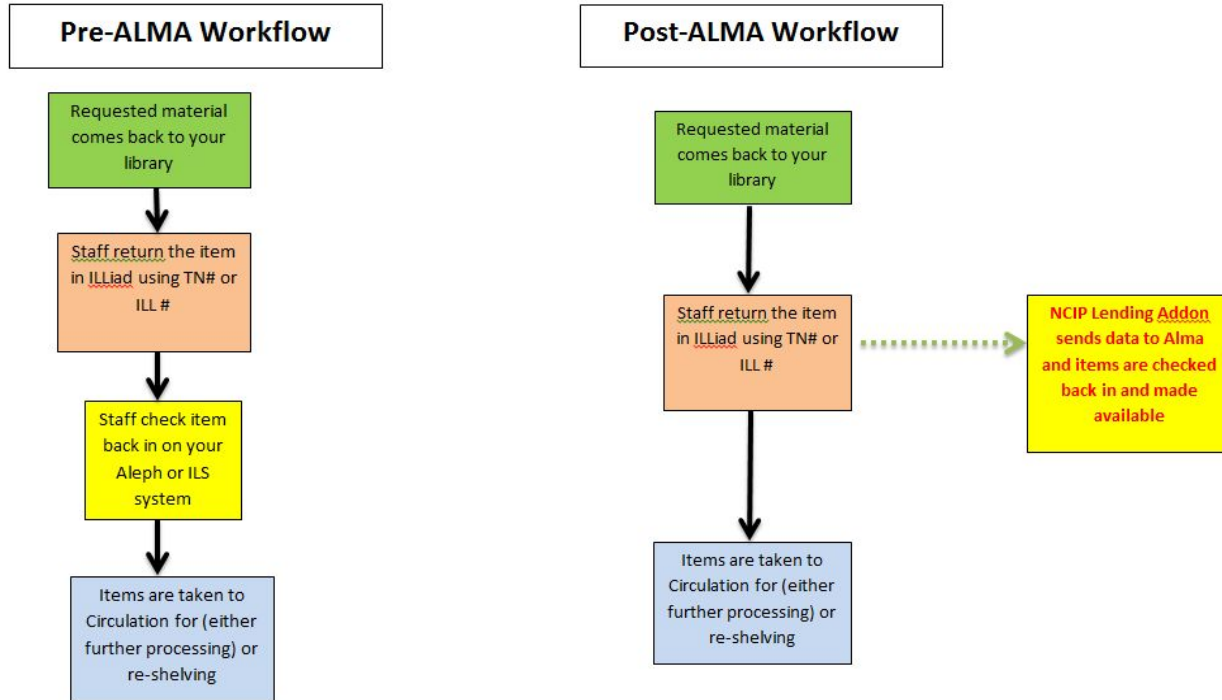 Pre-ALMA Workflow
Requested material
comes back to your
library
Staff return the item
in ILLiad using TN# or
ILL #
Staff check item
back in on your
Aleph or ILS
system
Items are taken to
Circulation for (either
further processing) or
re-shelving
Post-ALMA Workflow
Requested material
comes back to your
library
Staff return the item
in ILLiad using TN# or
ILL #
NCIP Lending Addon
sends data to Alma
and items are checked
back in and made
available
Items are taken to
Circulation for (either
further processing) or
re-shelving